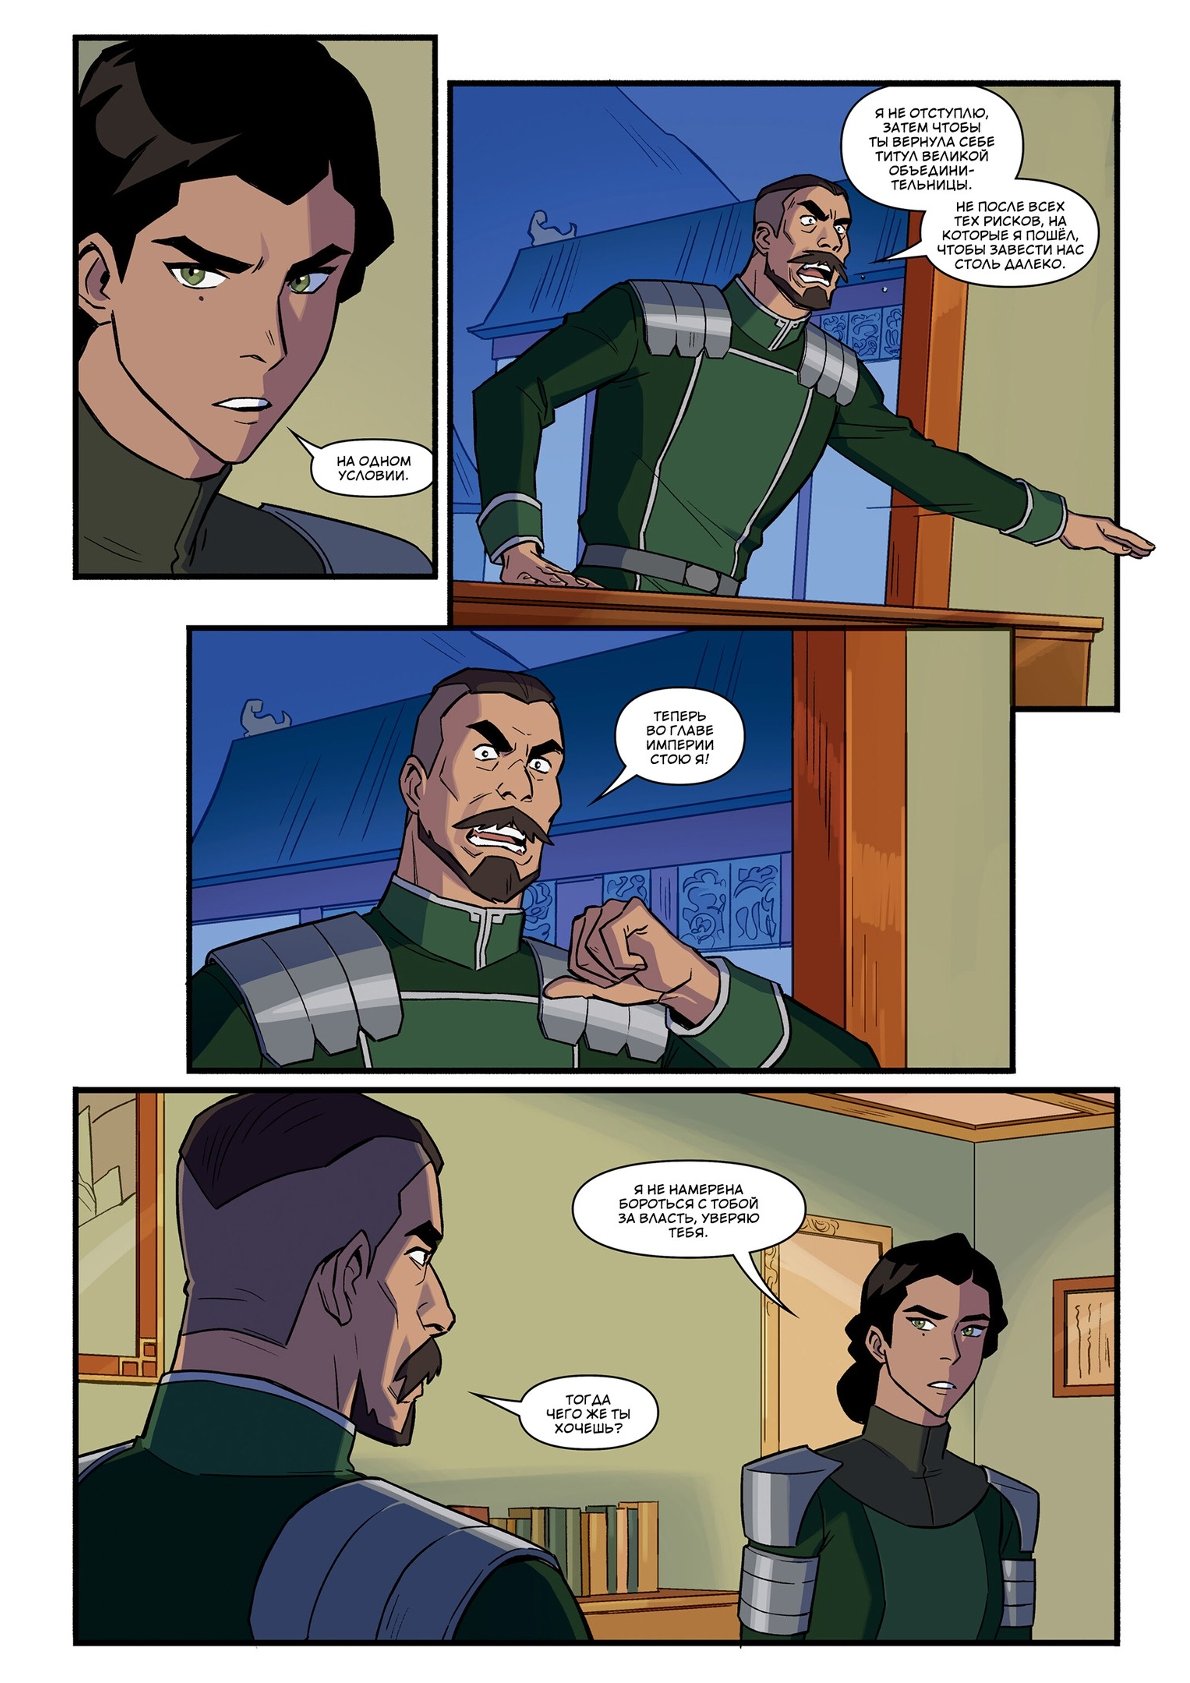 НА ОДНОМ
УСЛОВИИ.
Я НЕ ОТСТУПЛЮ,
ЗАТЕМ ЧТОБЫ
ТЫ ВЕРНУЛА СЕБЕ
ТИТУЛ ВЕЛИКОЙ
ОБЪЕДИНИ-
ТЕЛЬНИЦЫ.
НЕ ПОСЛЕ ВСЕХ
ТЕХ РИСКОВ, НА
КОТОРЫЕ Я ПОШЁЛ,
ЧТОБЫ ЗАВЕСТИ НАС
СТОЛЬ ДАЛЕКО.
ТЕПЕРЬ
ВО ГЛАВЕ
ИМПЕРИИ
СТОЮ Я!
Я НЕ НАМЕРЕНА
БОРОТЬСЯ С ТОБОЙ
ЗА ВЛАСТЬ, УВЕРЯЮ
ТЕБЯ.
ТОГДА
ЧЕГО ЖЕ ТЫ
ХОЧЕШЬ?